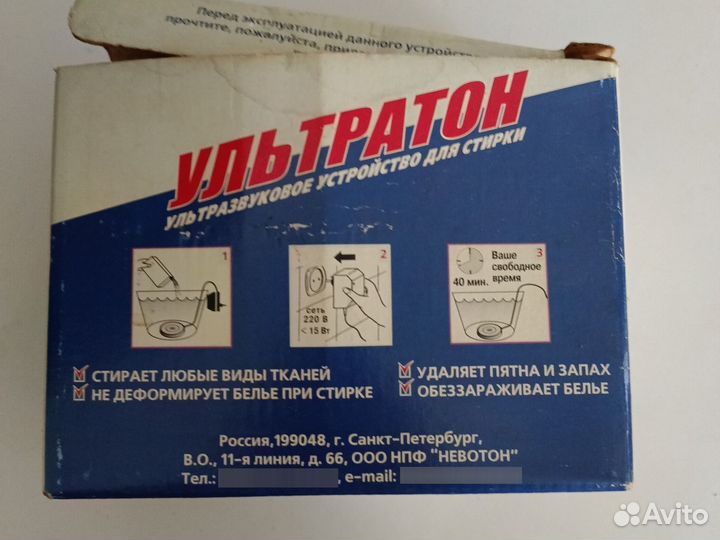 Перед эксплуатацией данного устройства
прочтите, пожалуйста,
УЛЬТРАТОН
УЛЬТРАЗВУКОВОЕ УСТРОЙСТВО ДЛЯ СТИРКИ
1
2
сеть
220 В
< 15 Вт
3
Ваше
свободное
время
40 мин.
СТИРАЕТ ЛЮБЫЕ ВИДЫ ТКАНЕЙ
НЕ ДЕФОРМИРУЕТ БЕЛЬЕ ПРИ СТИРКЕ
УДАЛЯЕТ ПЯТНА И ЗАПАХ
ОБЕЗЗАРАЖИВАЕТ БЕЛЬЕ
Россия,199048, г. Санкт-Петербург,
В.О., 11-я линия, д. 66, ООО НПФ "НЕВОТОН"
Тел.: , e-mail:
Avito